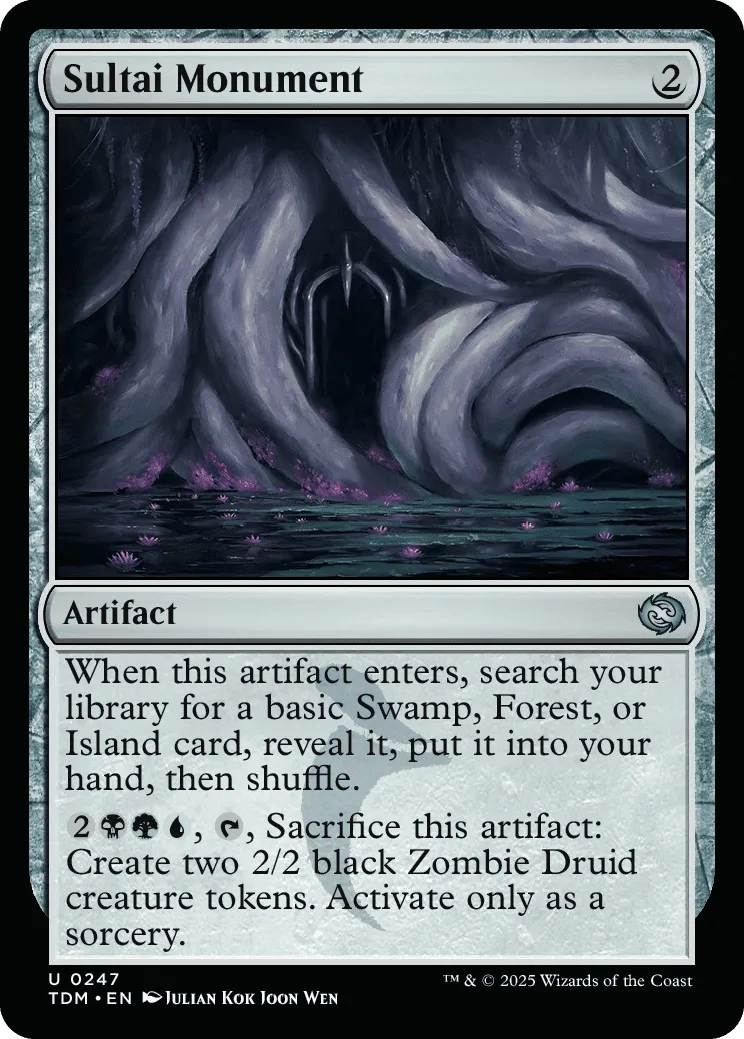 Sultai Monument 2
Artifact
When this artifact enters, search your
library for a basic Swamp, Forest, or
Island card, reveal it, put it into your
hand, then shuffle.
2 , , Sacrifice this artifact:
Create two 2/2 black Zombie Druid
creature tokens. Activate only as a
sorcery.
U 0247
TDM • EN Julian Kok Joon Wen
™ & © 2025 Wizards of the Coast